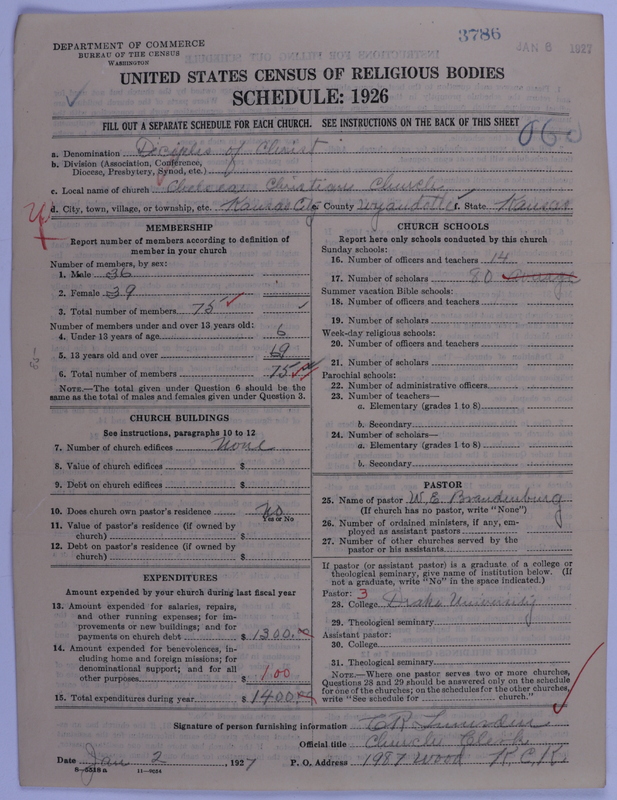 3786
JAN 8 1927
DEPARTMENT OF COMMERCE
BUREAU OF THE CENSUS
WASHINGTON
UNITED STATES CENSUS OF RELIGIOUS BODIES
SCHEDULE: 1926
FILL OUT A SEPARATE SCHEDULE FOR EACH CHURCH. SEE INSTRUCTIONS ON THE BACK OF THIS SHEET
060
a. Denomination Deciples of Christ
b. Division (Association, Conference,
Diocese, Presbytery, Synod, etc.)
c. Local name of church Chelsea Christian Church
d. City, town, village, or township, etc. Kansas City e. County Wyandotte f. State Kansas
MEMBERSHIP
Report number of members according to definition of
member in your church
Number of members, by sex:
1. Male 36
2. Female 39
3. Total number of members 75
Number of members under and over 13 years old:
4. Under 13 years of age 6
5. 13 years old and over 69
6. Total number of members 75
NOTE.—The total given under Question 6 should be the
same as the total of males and females given under Question 3.
CHURCH BUILDINGS
See instructions, paragraphs 10 to 12
7. Number of church edifices none
8. Value of church edifices $
9. Debt on church edifices $
10. Does church own pastor's residence No
Yes or No
11. Value of pastor's residence (if owned by
church) $
12. Debt on pastor's residence (if owned by
church) $
EXPENDITURES
Amount expended by your church during last fiscal year
13. Amount expended for salaries, repairs,
and other running expenses; for im-
provements or new buildings; and for
payments on church debt $ 1300.00
14. Amount expended for benevolences, in-
cluding home and foreign missions; for
denominational support; and for all
other purposes $ 100
15. Total expenditures during year $ 1400.00
CHURCH SCHOOLS
Report here only schools conducted by this church
Sunday schools:
16. Number of officers and teachers 14
17. Number of scholars 80 average
Summer vacation Bible schools:
18. Number of officers and teachers
19. Number of scholars
Week-day religious schools:
20. Number of officers and teachers
21. Number of scholars
Parochial schools:
22. Number of administrative officers
23. Number of teachers—
a. Elementary (grades 1 to 8)
b. Secondary
24. Number of scholars—
a. Elementary (grades 1 to 8)
b. Secondary
PASTOR
25. Name of pastor W. E. Brandenburg
(If church has no pastor, write "None")
26. Number of ordained ministers, if any, em-
ployed as assistant pastors
27. Number of other churches served by the
pastor or his assistants
If pastor (or assistant pastor) is a graduate of a college or
theological seminary, give name of institution below. (If
not a graduate, write "No" in the space indicated.)
Pastor: 3
28. College Drake University
29. Theological seminary
Assistant pastor:
30. College
31. Theological seminary
NOTE.—Where one pastor serves two or more churches,
Questions 28 and 29 should be answered only on the schedule
for one of the churches; on the schedules for the other churches,
write "See schedule for church."
Signature of person furnishing information C R Lumsden
Official title Church Clerk
Date Jan 2, 1927 P. O. Address 1987 Wood K. C. K.
8—5518 a 11—9024